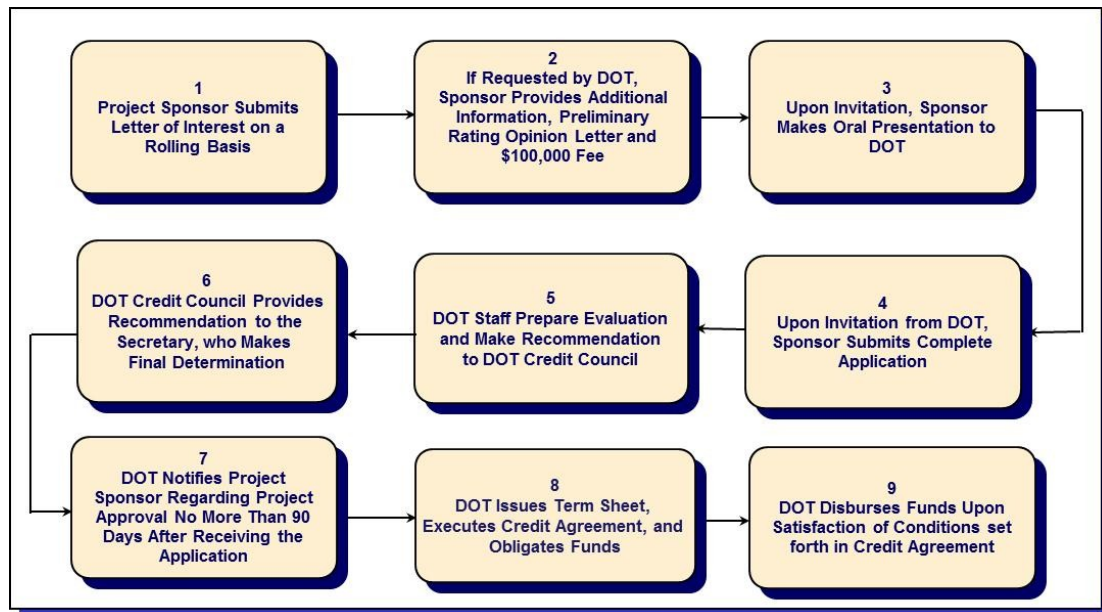 1
Project Sponsor Submits
Letter of Interest on a
Rolling Basis
2
If Requested by DOT,
Sponsor Provides Additional
Information, Preliminary
Rating Opinion Letter and
$100,000 Fee
3
Upon Invitation, Sponsor
Makes Oral Presentation to
DOT
4
Upon Invitation from DOT,
Sponsor Submits Complete
Application
5
DOT Staff Prepare Evaluation
and Make Recommendation
to DOT Credit Council
6
DOT Credit Council Provides
Recommendation to the
Secretary, who Makes
Final Determination
7
DOT Notifies Project
Sponsor Regarding Project
Approval No More Than 90
Days After Receiving the
Application
8
DOT Issues Term Sheet,
Executes Credit Agreement, and
Obligates Funds
9
DOT Disburses Funds Upon
Satisfaction of Conditions set
forth in Credit Agreement